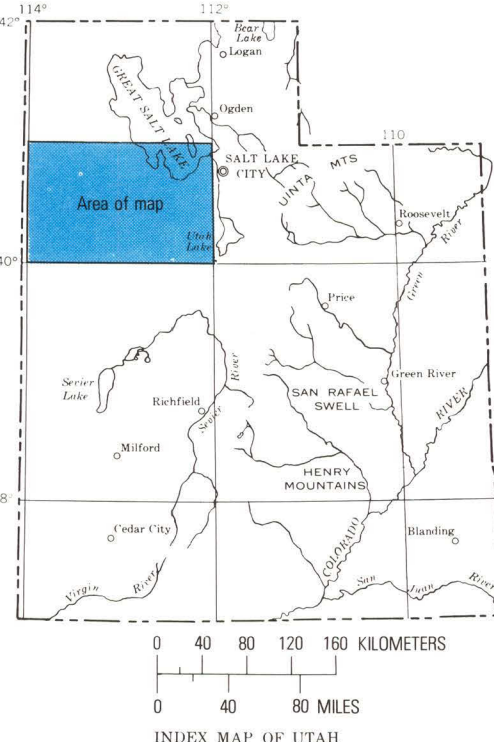 114°
112°
42°
Bear
Lake
Logan
GREAT SALT LAKE
Ogden
110
SALT LAKE
CITY
UINTA MTS
Area of map
Roosevelt
Utah
Lake
Green River
40°
Price
Sevier
Lake
Sevier River
Green River
Richfield
SAN RAFAEL
SWELL
Milford
HENRY
MOUNTAINS
COLORADO RIVER
8°
Cedar City
Blanding
Virgin River
San Juan River
0 40 80 120 160 KILOMETERS
0 40 80 MILES
INDEX MAP OF UTAH